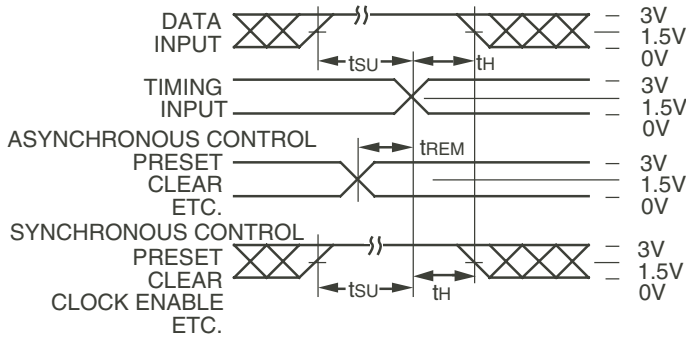 DATA
INPUT
3V
1.5V
0V
tSU
tH
TIMING
INPUT
3V
1.5V
0V
ASYNCHRONOUS CONTROL
PRESET
CLEAR
ETC.
tREM
3V
1.5V
0V
SYNCHRONOUS CONTROL
PRESET
CLEAR
CLOCK ENABLE
ETC.
tSU
tH
3V
1.5V
0V